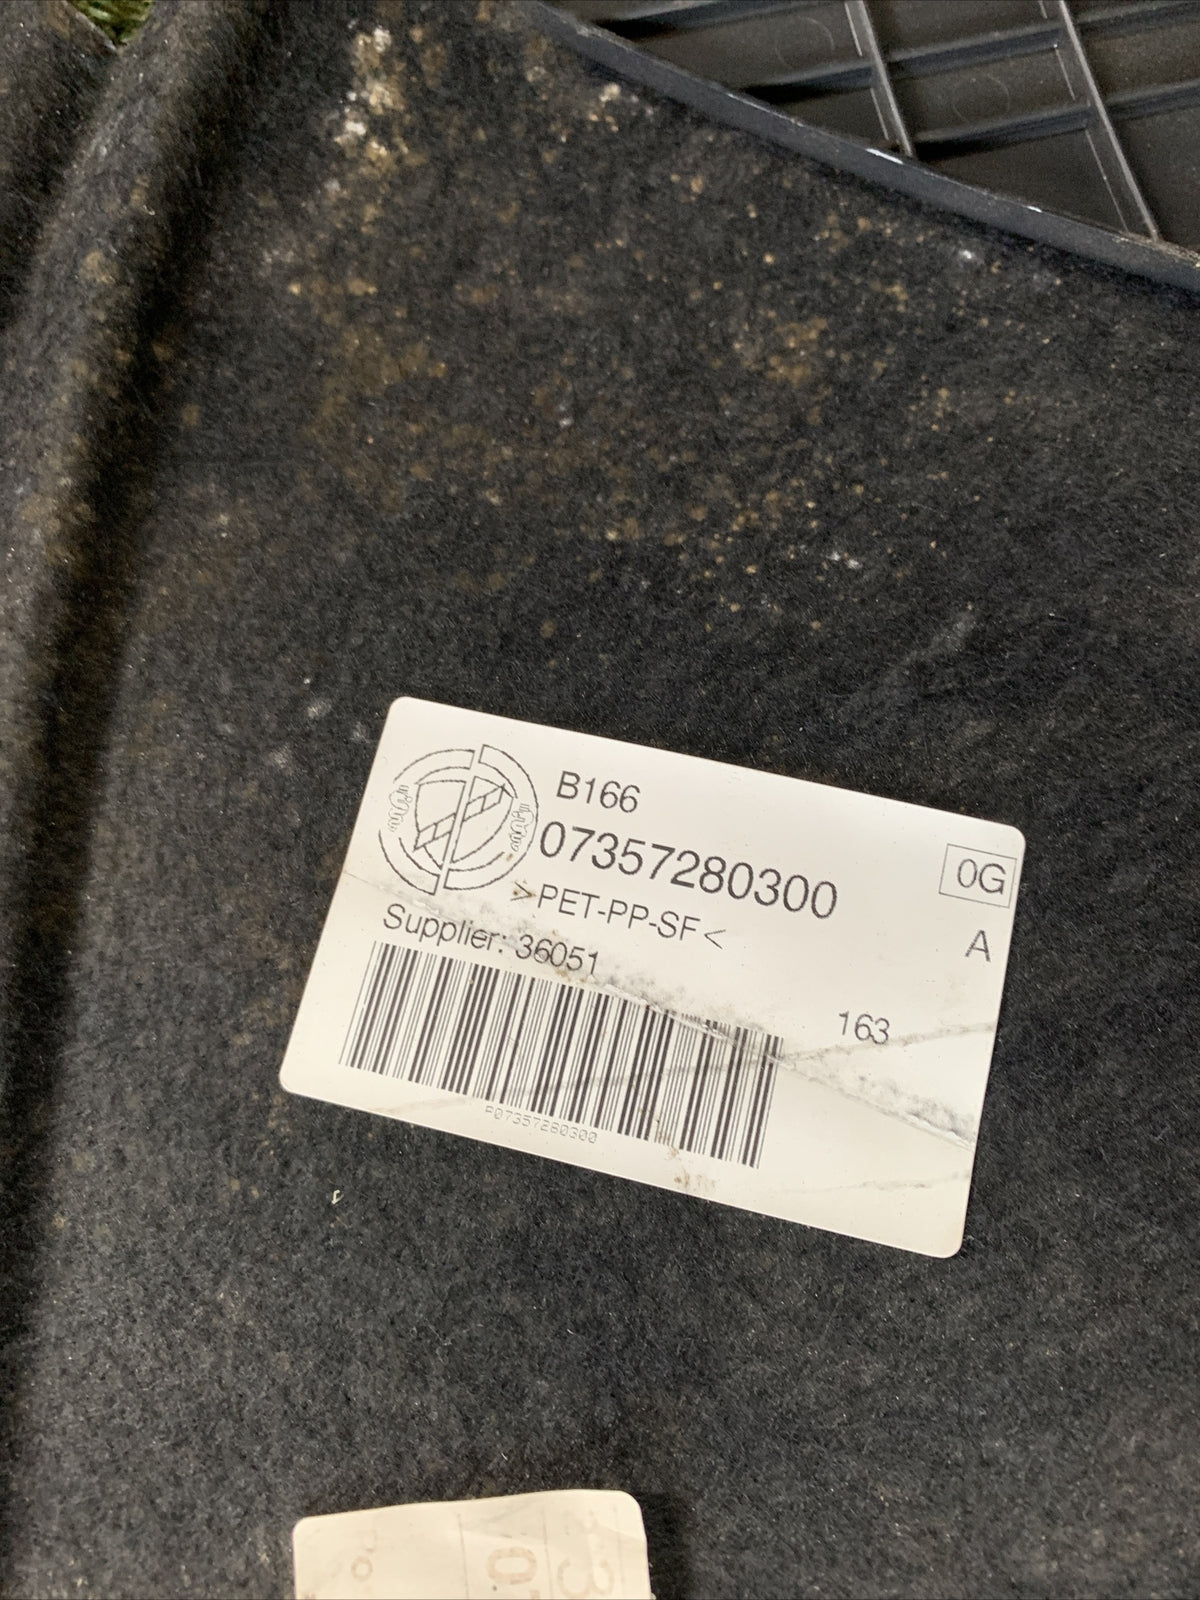 B166
07357280300
0G
>PET-PP-SF<
A
Supplier: 36051
163
P07357280300